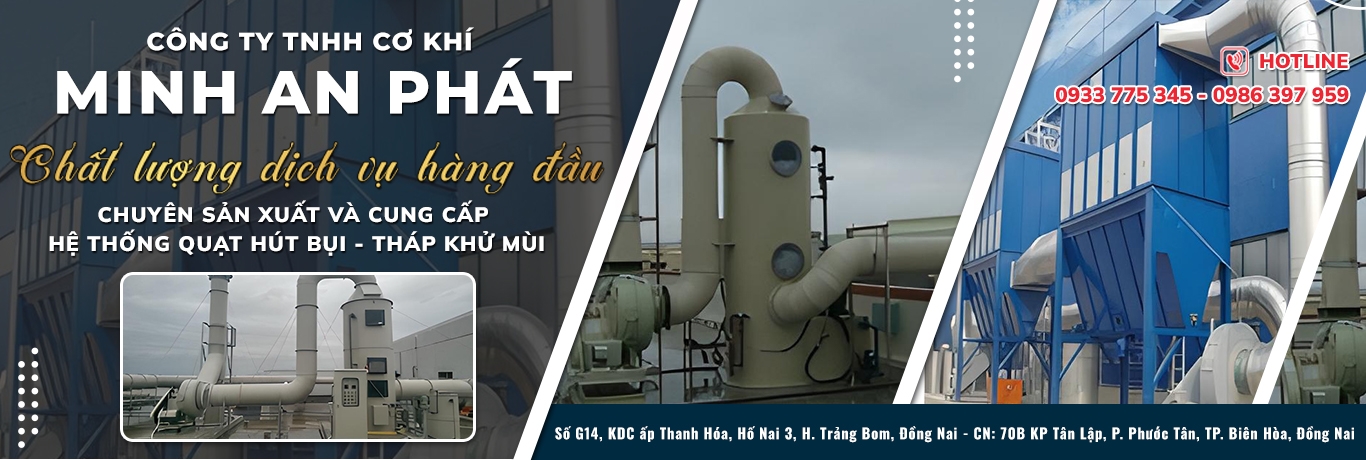 CÔNG TY TNHH CƠ KHÍ
MINH AN PHÁT
Chất lượng dịch vụ hàng đầu
CHUYÊN SẢN XUẤT VÀ CUNG CẤP
HỆ THỐNG QUẠT HÚT BỤI - THÁP KHỬ MÙI
HOTLINE
0933 775 345 - 0986 397 959
Số G14, KDC ấp Thanh Hóa, Hố Nai 3, H. Trảng Bom, Đồng Nai - CN: 70B KP Tân Lập, P. Phước Tân, TP. Biên Hòa, Đồng Nai